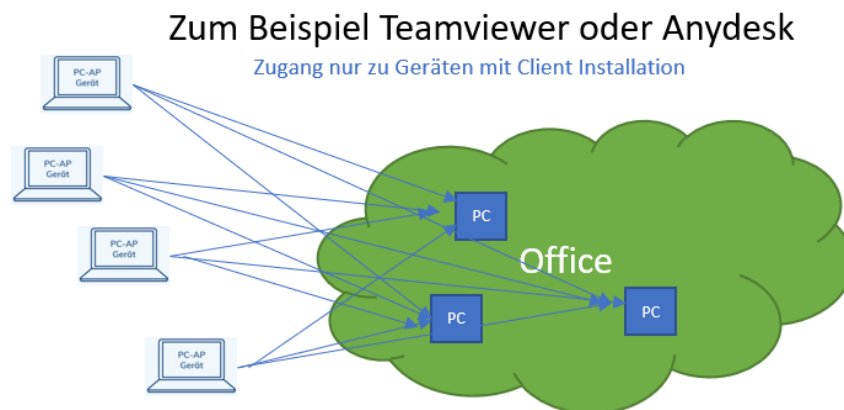 Zum Beispiel Teamviewer oder Anydesk
Zugang nur zu Geräten mit Client Installation
PC-AP
Gerät
PC-AP
Gerät
PC
PC-AP
Gerät
Office
PC
PC
PC-AP
Gerät